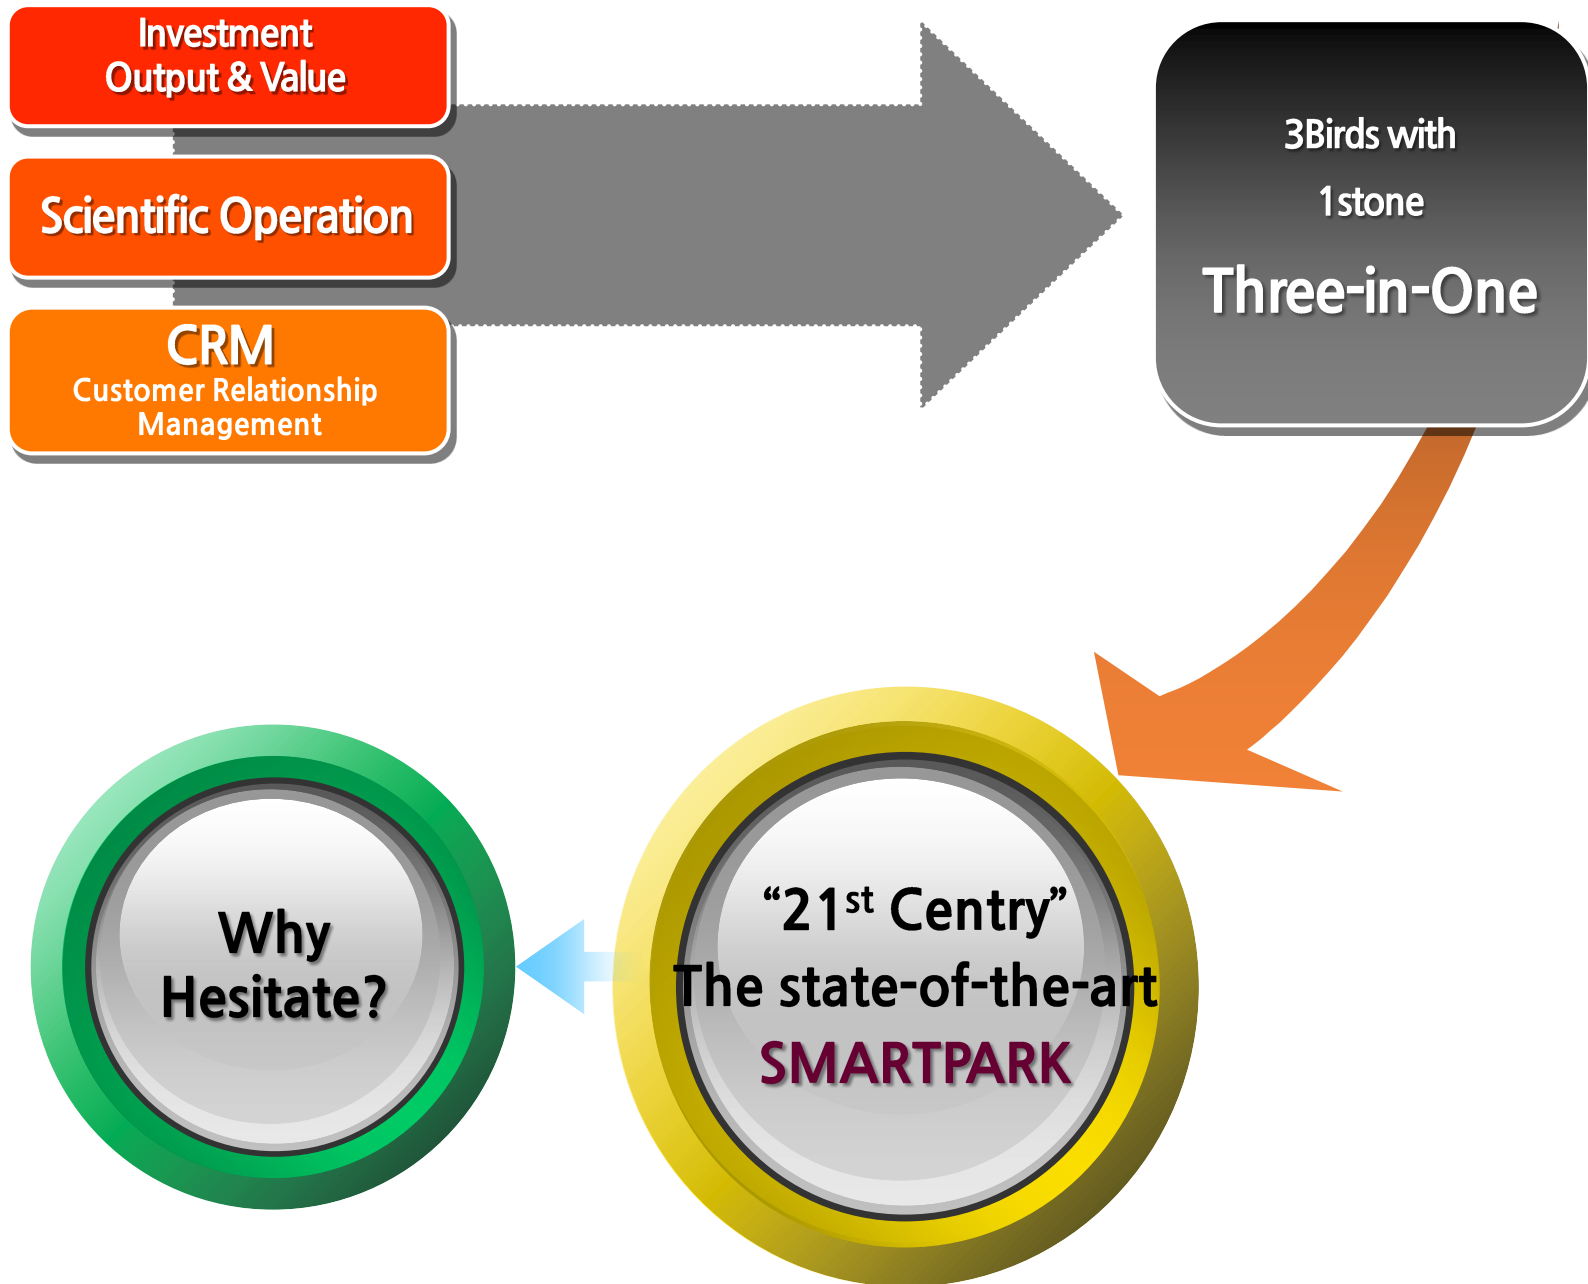 Investment
Output & Value
Scientific Operation
CRM
Customer Relationship
Management
3Birds with
1stone
Three-in-One
“21st Centry”
The state-of-the-art
SMARTPARK
Why
Hesitate?